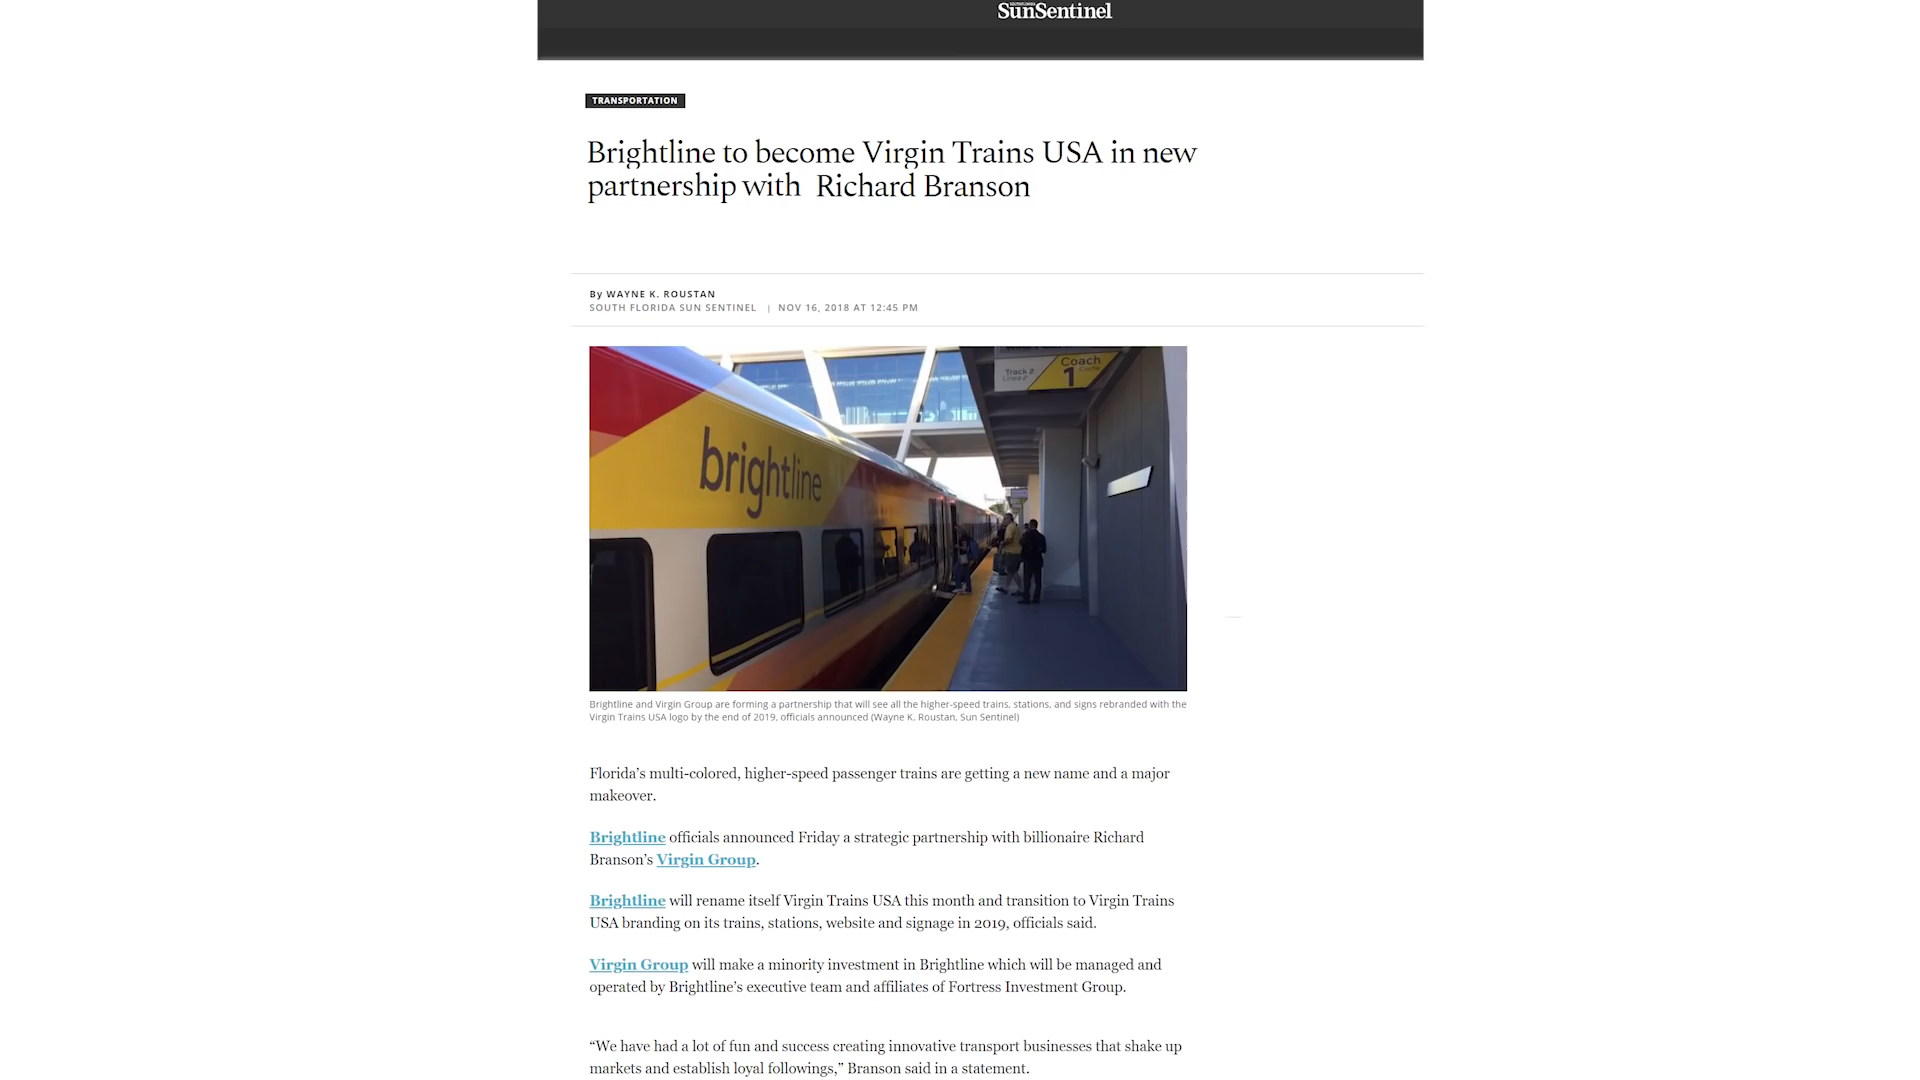 SunSentinel
TRANSPORTATION
Brightline to become Virgin Trains USA in new
partnership with Richard Branson
By WAYNE K. ROUSTAN
SOUTH FLORIDA SUN SENTINEL | NOV 16, 2018 AT 12:45 PM
Track 2
Línea 2
Coach
Coche
1
brightline
Brightline and Virgin Group are forming a partnership that will see all the higher-speed trains, stations, and signs rebranded with the
Virgin Trains USA logo by the end of 2019, officials announced (Wayne K. Roustan, Sun Sentinel)
Florida’s multi-colored, higher-speed passenger trains are getting a new name and a major
makeover.
Brightline officials announced Friday a strategic partnership with billionaire Richard
Branson’s Virgin Group.
Brightline will rename itself Virgin Trains USA this month and transition to Virgin Trains
USA branding on its trains, stations, website and signage in 2019, officials said.
Virgin Group will make a minority investment in Brightline which will be managed and
operated by Brightline’s executive team and affiliates of Fortress Investment Group.
“We have had a lot of fun and success creating innovative transport businesses that shake up
markets and establish loyal followings,” Branson said in a statement.